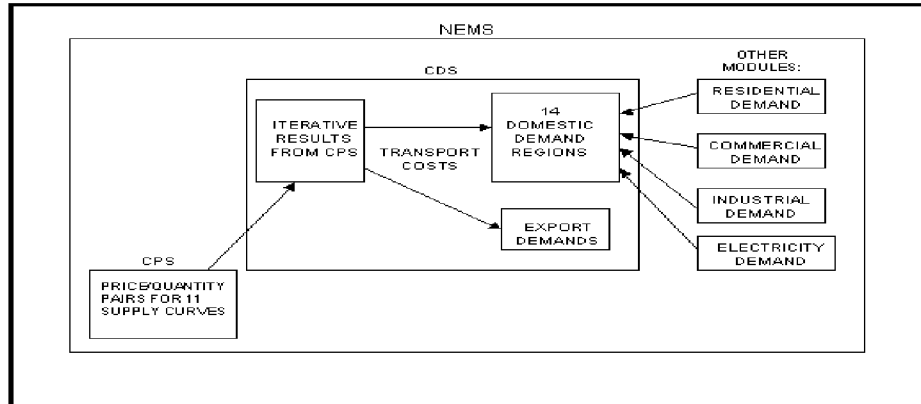 NEMS
CDS
ITERATIVE
RESULTS
FROM CPS
TRANSPORT
COSTS
14
DOMESTIC
DEMAND
REGIONS
EXPORT
DEMANDS
OTHER
MODULES:
RESIDENTIAL
DEMAND
COMMERCIAL
DEMAND
INDUSTRIAL
DEMAND
ELECTRICITY
DEMAND
CPS
PRICE/QUANTITY
PAIRS FOR 11
SUPPLY CURVES